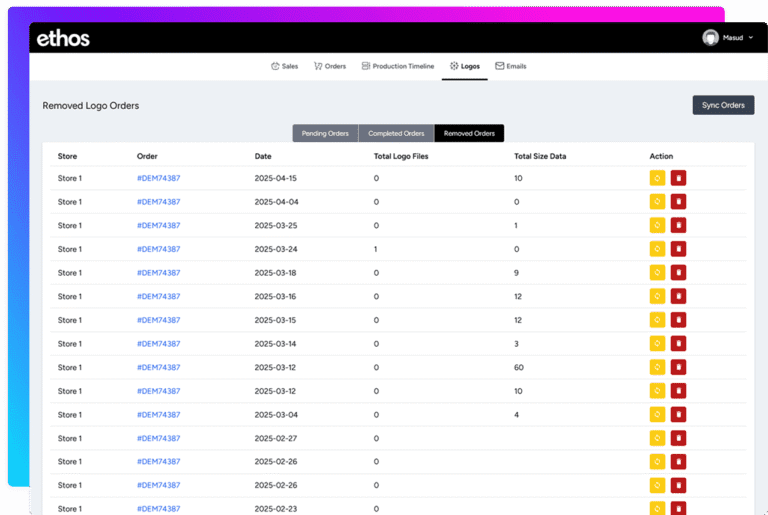 ethos
Masud
Sales Orders Production Timeline Logos Emails
Removed Logo Orders
Sync Orders
Pending Orders Completed Orders Removed Orders
Store Order Date Total Logo Files Total Size Data Action
Store 1 #DEM74387 2025-04-15 0 10
Store 1 #DEM74387 2025-04-04 0 0
Store 1 #DEM74387 2025-03-25 0 1
Store 1 #DEM74387 2025-03-24 1 0
Store 1 #DEM74387 2025-03-18 0 9
Store 1 #DEM74387 2025-03-16 0 12
Store 1 #DEM74387 2025-03-15 0 12
Store 1 #DEM74387 2025-03-14 0 3
Store 1 #DEM74387 2025-03-12 0 60
Store 1 #DEM74387 2025-03-12 0 10
Store 1 #DEM74387 2025-03-04 0 4
Store 1 #DEM74387 2025-02-27 0
Store 1 #DEM74387 2025-02-26 0
Store 1 #DEM74387 2025-02-26 0
Store 1 #DEM74387 2025-02-23 0